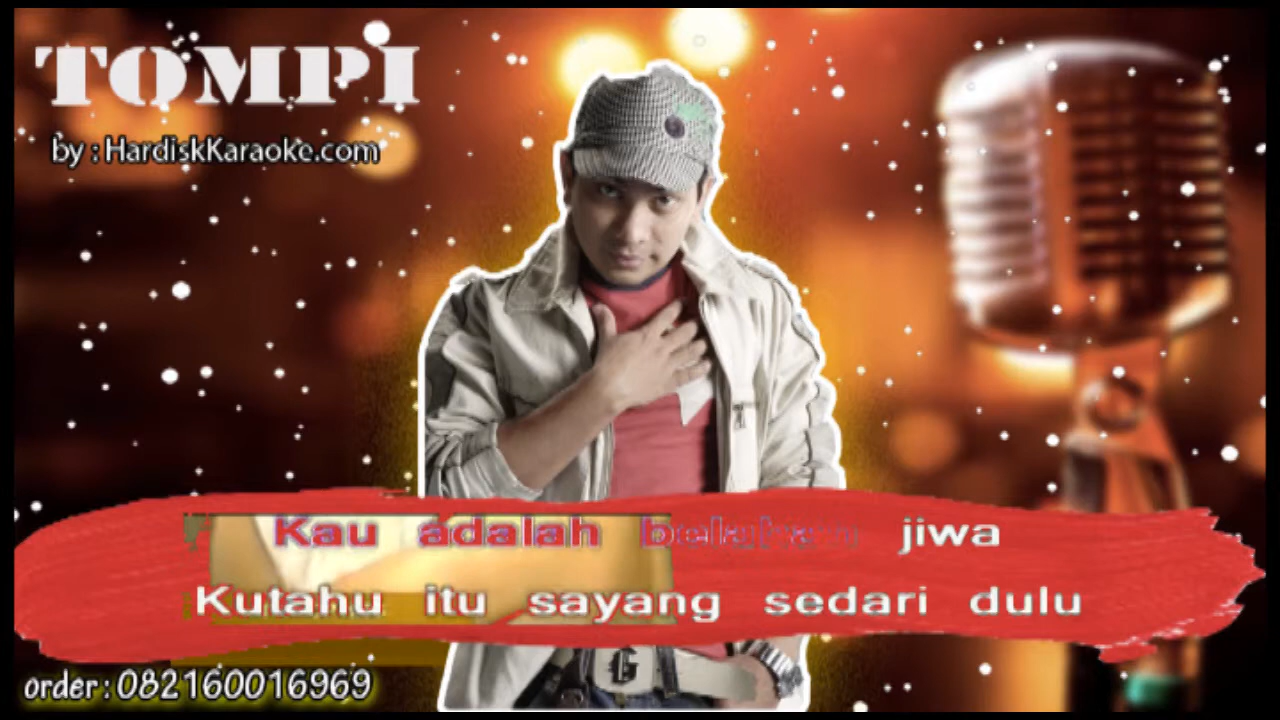 TOMPI
by : HardiskKaraoke.com
Kau adalah jiwa
Kutahu itu sayang sedari dulu
G
order : 082160016969